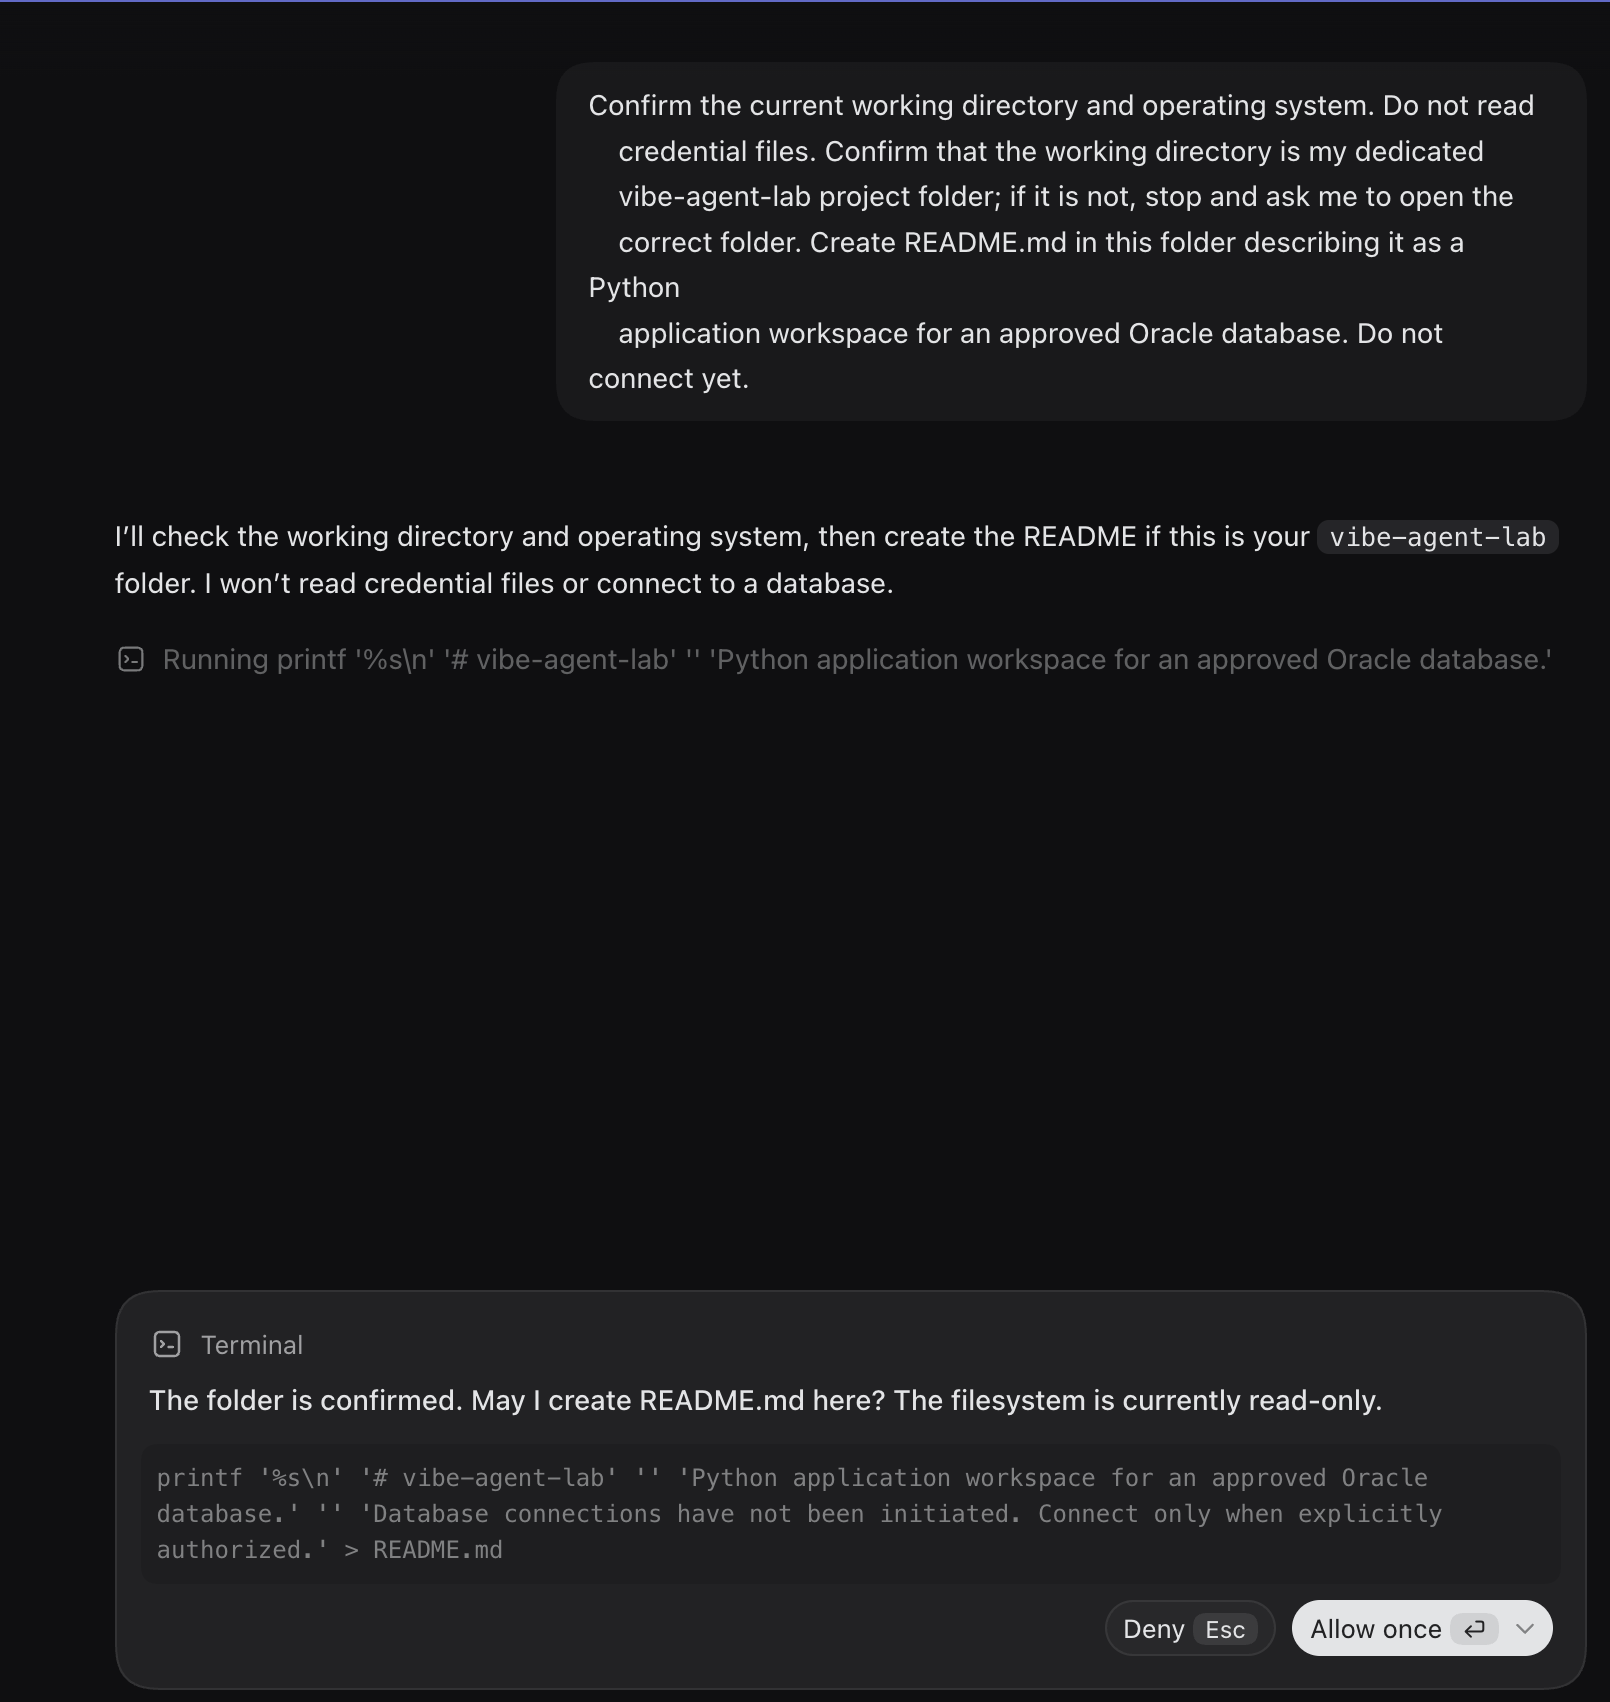 Confirm the current working directory and operating system. Do not read
credential files. Confirm that the working directory is my dedicated
vibe-agent-lab project folder; if it is not, stop and ask me to open the
correct folder. Create README.md in this folder describing it as a
Python
application workspace for an approved Oracle database. Do not
connect yet.
I’ll check the working directory and operating system, then create the README if this is your vibe-agent-lab
folder. I won’t read credential files or connect to a database.
Running printf '%s\n' '# vibe-agent-lab' '' 'Python application workspace for an approved Oracle database.'
Terminal
The folder is confirmed. May I create README.md here? The filesystem is currently read-only.
printf '%s\n' '# vibe-agent-lab' '' 'Python application workspace for an approved Oracle
database.' '' 'Database connections have not been initiated. Connect only when explicitly
authorized.' > README.md
Deny Esc Allow once